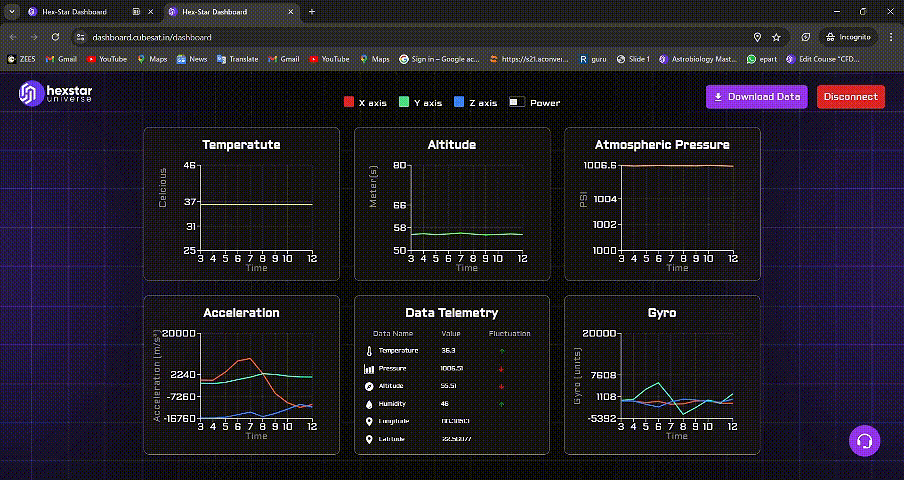 Hex-Star Dashboard
Hex-Star Dashboard
dashboard.cubesat.in/dashboard
Incognito
ZEE5 Gmail YouTube Maps News Translate Gmail YouTube Maps Sign in – Google ac... https://s21.aconver... guru Slide 1 Astrobiology Mast... epart Edit Course "CFD...
hexstar
universe
X axis Y axis Z axis Power
Download Data
Disconnect
Temperatute
Celcious
46
37
31
25
3 4 5 6 7 8 9 10 12
Time
Altitude
Meter(s)
80
66
58
50
3 4 5 6 7 8 9 10 12
Time
Atmospheric Pressure
PSI
1006.6
1004
1002
1000
3 4 5 6 7 8 9 10 12
Time
Acceleration
Acceleration (m/s²)
20000
2240
-7260
-16760
3 4 5 6 7 8 9 10 12
Time
Data Telemetry
Data Name Value Fluctuation
Temperature 36.3
Pressure 1006.51
Altitude 55.51
Humidity 46
Longitude
Latitude
Gyro
Gyro (units)
20000
7608
1108
-5392
3 4 5 6 7 8 9 10 12
Time